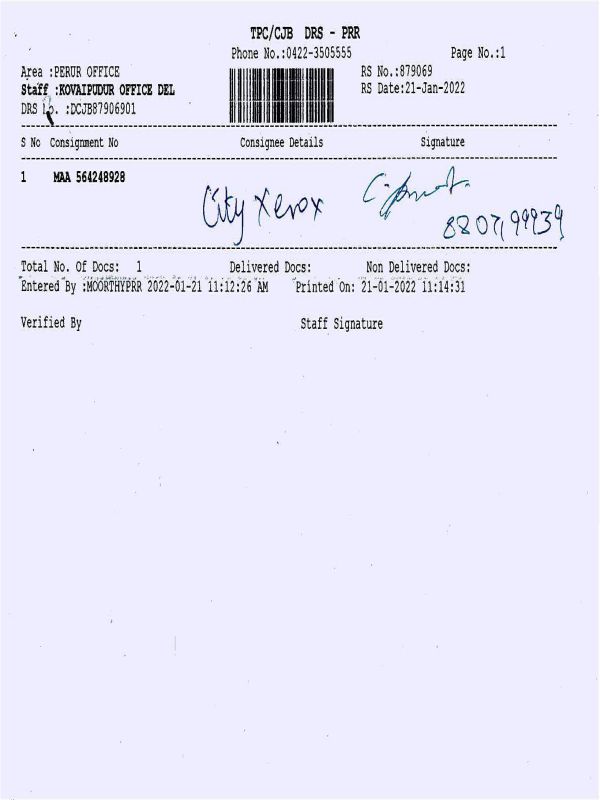 TPC/CJB DRS - PRR
Phone No.:0422-3505555 Page No.:1
Area :PERUR OFFICE RS No.:879069
Staff :KOVAIPUDUR OFFICE DEL RS Date:21-Jan-2022
DRS No. :DCJB87906901
S No Consignment No Consignee Details Signature
1 MAA 564248928
City Xerox
Total No. Of Docs: 1 Delivered Docs: Non Delivered Docs:
Entered By :MOORTHYPRR 2022-01-21 11:12:26 AM Printed On: 21-01-2022 11:14:31
Verified By Staff Signature